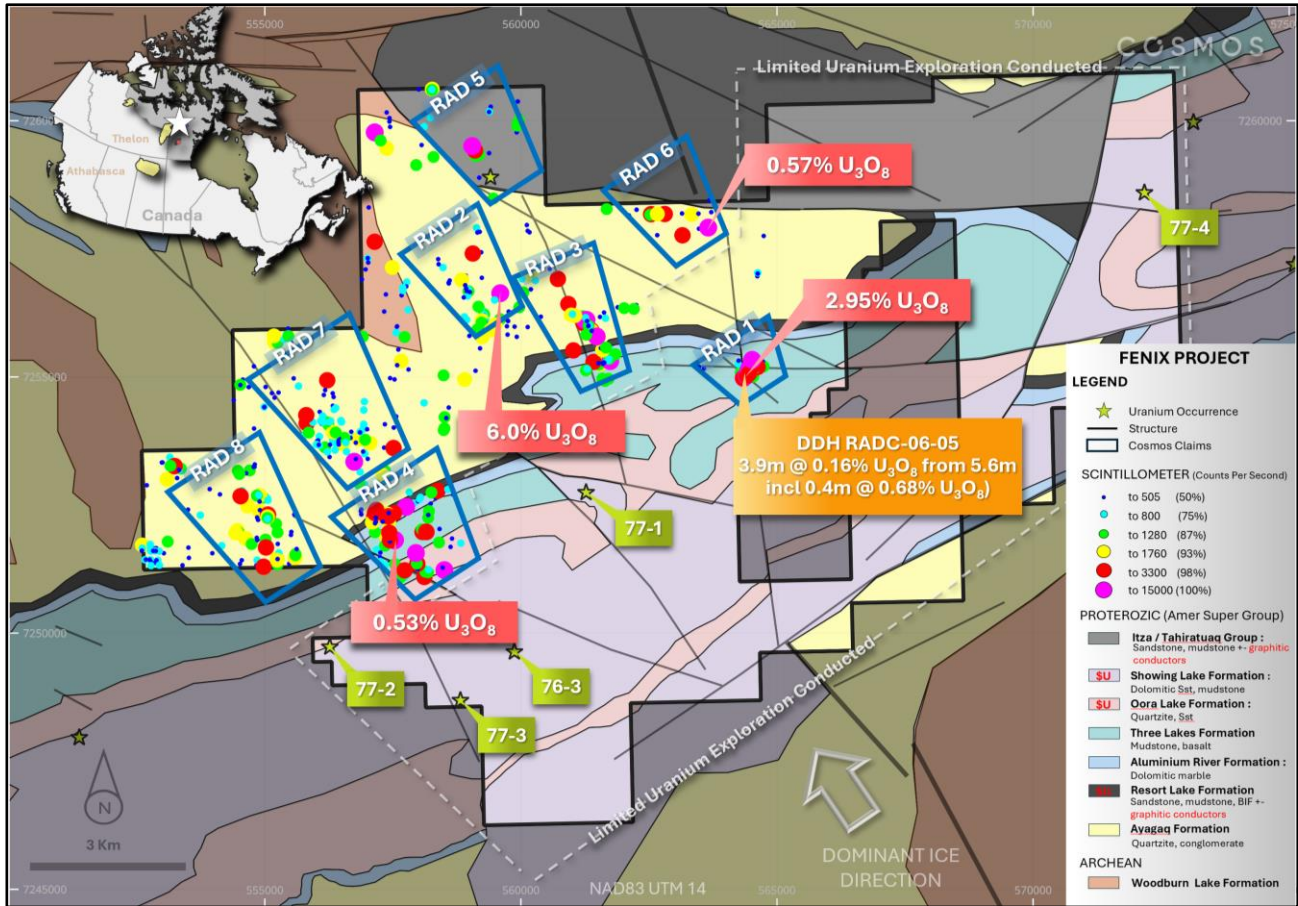 555000
560000
565000
570000
575000
COSMOS
Limited Uranium Exploration Conducted
7260000
7260000
Thelon
Athabasca
Canada
RAD 5
RAD 6
0.57% U₃O₈
77-4
RAD-2
RAD 3
2.95% U₃O₈
RAD 1
RAD 7
7255000
6.0% U₃O₈
DDH RADC-06-05
3.9m @ 0.16% U₃O₈ from 5.6m
incl 0.4m @ 0.68% U₃O₈)
RAD 8
RAD-4
77-1
0.53% U₃O₈
7250000
77-2
76-3
77-3
Limited Uranium Exploration Conducted
N
3 Km
DOMINANT ICE
DIRECTION
7245000
555000
560000
NAD83 UTM 14
565000
570000
FENIX PROJECT
LEGEND
Uranium Occurrence
Structure
Cosmos Claims
SCINTILLOMETER (Counts Per Second)
to 505 (50%)
to 800 (75%)
to 1280 (87%)
to 1760 (93%)
to 3300 (98%)
to 15000 (100%)
PROTEROZIC (Amer Super Group)
Itza / Tahiratuaq Group :
Sandstone, mudstone +- graphitic
conductors
$U Showing Lake Formation :
Dolomitic Sst, mudstone
$U Oora Lake Formation :
Quartzite, Sst
Three Lakes Formation
Mudstone, basalt
Aluminium River Formation :
Dolomitic marble
Resort Lake Formation
Sandstone, mudstone, BIF +-
graphitic conductors
Ayagaq Formation
Quartzite, conglomerate
ARCHEAN
Woodburn Lake Formation